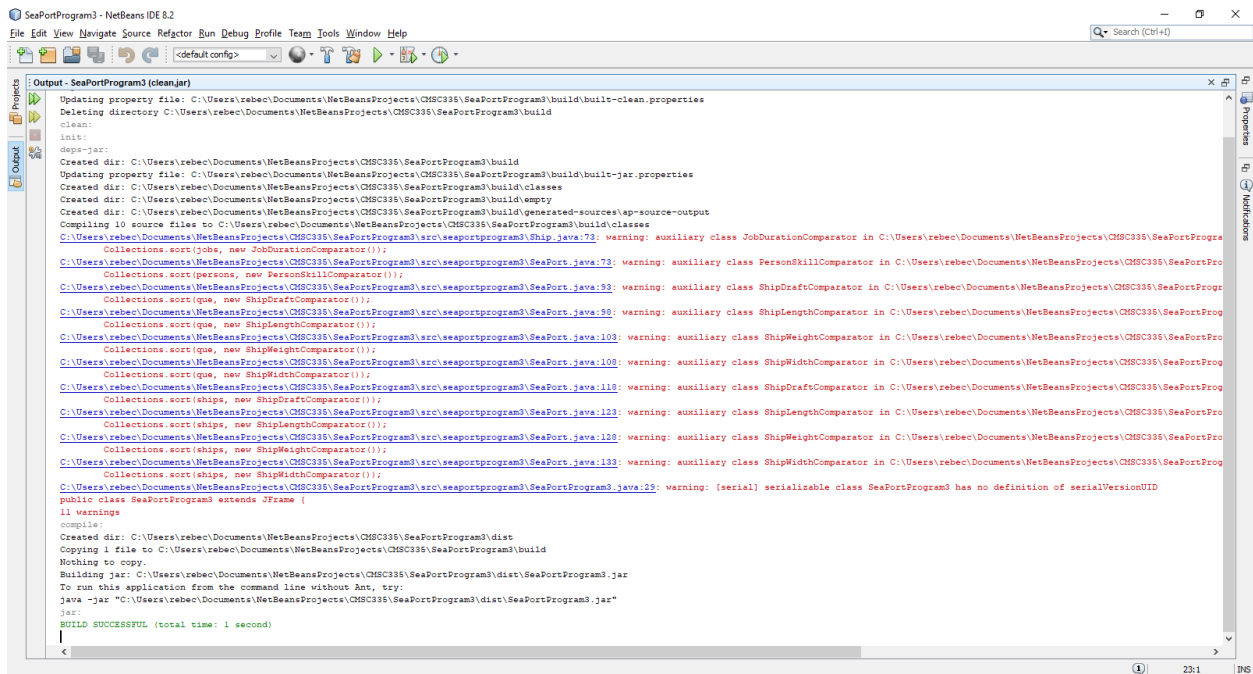 SeaPortProgram3 - NetBeans IDE 8.2
File Edit View Navigate Source Refactor Run Debug Profile Team Tools Window Help
Search (Ctrl+I)
<default config>
Output - SeaPortProgram3 (clean,jar)
Projects
Output
Properties
Notifications
Updating property file: C:\Users\rebec\Documents\NetBeansProjects\CMSC335\SeaPortProgram3\build\built-clean.properties
Deleting directory C:\Users\rebec\Documents\NetBeansProjects\CMSC335\SeaPortProgram3\build
clean:
init:
deps-jar:
Created dir: C:\Users\rebec\Documents\NetBeansProjects\CMSC335\SeaPortProgram3\build
Updating property file: C:\Users\rebec\Documents\NetBeansProjects\CMSC335\SeaPortProgram3\build\built-jar.properties
Created dir: C:\Users\rebec\Documents\NetBeansProjects\CMSC335\SeaPortProgram3\build\classes
Created dir: C:\Users\rebec\Documents\NetBeansProjects\CMSC335\SeaPortProgram3\build\empty
Created dir: C:\Users\rebec\Documents\NetBeansProjects\CMSC335\SeaPortProgram3\build\generated-sources\ap-source-output
Compiling 10 source files to C:\Users\rebec\Documents\NetBeansProjects\CMSC335\SeaPortProgram3\build\classes
C:\Users\rebec\Documents\NetBeansProjects\CMSC335\SeaPortProgram3\src\seaportprogram3\Ship.java:73: warning: auxiliary class JobDurationComparator in C:\Users\rebec\Documents\NetBeansProjects\CMSC335\SeaPortProgra
Collections.sort(jobs, new JobDurationComparator());
C:\Users\rebec\Documents\NetBeansProjects\CMSC335\SeaPortProgram3\src\seaportprogram3\SeaPort.java:73: warning: auxiliary class PersonSkillComparator in C:\Users\rebec\Documents\NetBeansProjects\CMSC335\SeaPortPro
Collections.sort(persons, new PersonSkillComparator());
C:\Users\rebec\Documents\NetBeansProjects\CMSC335\SeaPortProgram3\src\seaportprogram3\SeaPort.java:93: warning: auxiliary class ShipDraftComparator in C:\Users\rebec\Documents\NetBeansProjects\CMSC335\SeaPortProgr
Collections.sort(que, new ShipDraftComparator());
C:\Users\rebec\Documents\NetBeansProjects\CMSC335\SeaPortProgram3\src\seaportprogram3\SeaPort.java:98: warning: auxiliary class ShipLengthComparator in C:\Users\rebec\Documents\NetBeansProjects\CMSC335\SeaPortProg
Collections.sort(que, new ShipLengthComparator());
C:\Users\rebec\Documents\NetBeansProjects\CMSC335\SeaPortProgram3\src\seaportprogram3\SeaPort.java:103: warning: auxiliary class ShipWeightComparator in C:\Users\rebec\Documents\NetBeansProjects\CMSC335\SeaPortPro
Collections.sort(que, new ShipWeightComparator());
C:\Users\rebec\Documents\NetBeansProjects\CMSC335\SeaPortProgram3\src\seaportprogram3\SeaPort.java:108: warning: auxiliary class ShipWidthComparator in C:\Users\rebec\Documents\NetBeansProjects\CMSC335\SeaPortProg
Collections.sort(que, new ShipWidthComparator());
C:\Users\rebec\Documents\NetBeansProjects\CMSC335\SeaPortProgram3\src\seaportprogram3\SeaPort.java:118: warning: auxiliary class ShipDraftComparator in C:\Users\rebec\Documents\NetBeansProjects\CMSC335\SeaPortProg
Collections.sort(ships, new ShipDraftComparator());
C:\Users\rebec\Documents\NetBeansProjects\CMSC335\SeaPortProgram3\src\seaportprogram3\SeaPort.java:123: warning: auxiliary class ShipLengthComparator in C:\Users\rebec\Documents\NetBeansProjects\CMSC335\SeaPortPro
Collections.sort(ships, new ShipLengthComparator());
C:\Users\rebec\Documents\NetBeansProjects\CMSC335\SeaPortProgram3\src\seaportprogram3\SeaPort.java:128: warning: auxiliary class ShipWeightComparator in C:\Users\rebec\Documents\NetBeansProjects\CMSC335\SeaPortPro
Collections.sort(ships, new ShipWeightComparator());
C:\Users\rebec\Documents\NetBeansProjects\CMSC335\SeaPortProgram3\src\seaportprogram3\SeaPort.java:133: warning: auxiliary class ShipWidthComparator in C:\Users\rebec\Documents\NetBeansProjects\CMSC335\SeaPortProg
Collections.sort(ships, new ShipWidthComparator());
C:\Users\rebec\Documents\NetBeansProjects\CMSC335\SeaPortProgram3\src\seaportprogram3\SeaPortProgram3.java:29: warning: [serial] serializable class SeaPortProgram3 has no definition of serialVersionUID
public class SeaPortProgram3 extends JFrame {
11 warnings
compile:
Created dir: C:\Users\rebec\Documents\NetBeansProjects\CMSC335\SeaPortProgram3\dist
Copying 1 file to C:\Users\rebec\Documents\NetBeansProjects\CMSC335\SeaPortProgram3\build
Nothing to copy.
Building jar: C:\Users\rebec\Documents\NetBeansProjects\CMSC335\SeaPortProgram3\dist\SeaPortProgram3.jar
To run this application from the command line without Ant, try:
java -jar "C:\Users\rebec\Documents\NetBeansProjects\CMSC335\SeaPortProgram3\dist\SeaPortProgram3.jar"
jar:
BUILD SUCCESSFUL (total time: 1 second)
1
23:1
INS